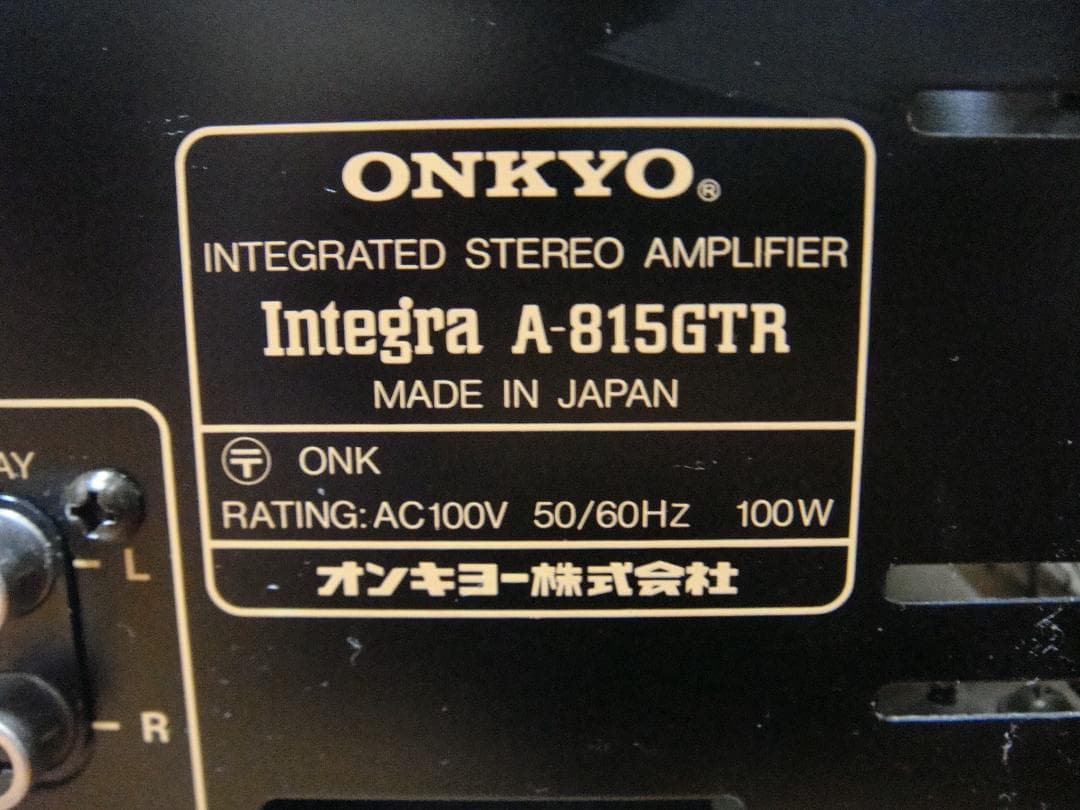 ONKYO®
INTEGRATED STEREO AMPLIFIER
Integra A-815GTR
MADE IN JAPAN
〒 ONK
RATING: AC100V 50/60Hz 100W
オンキヨー株式会社
AY
L
R